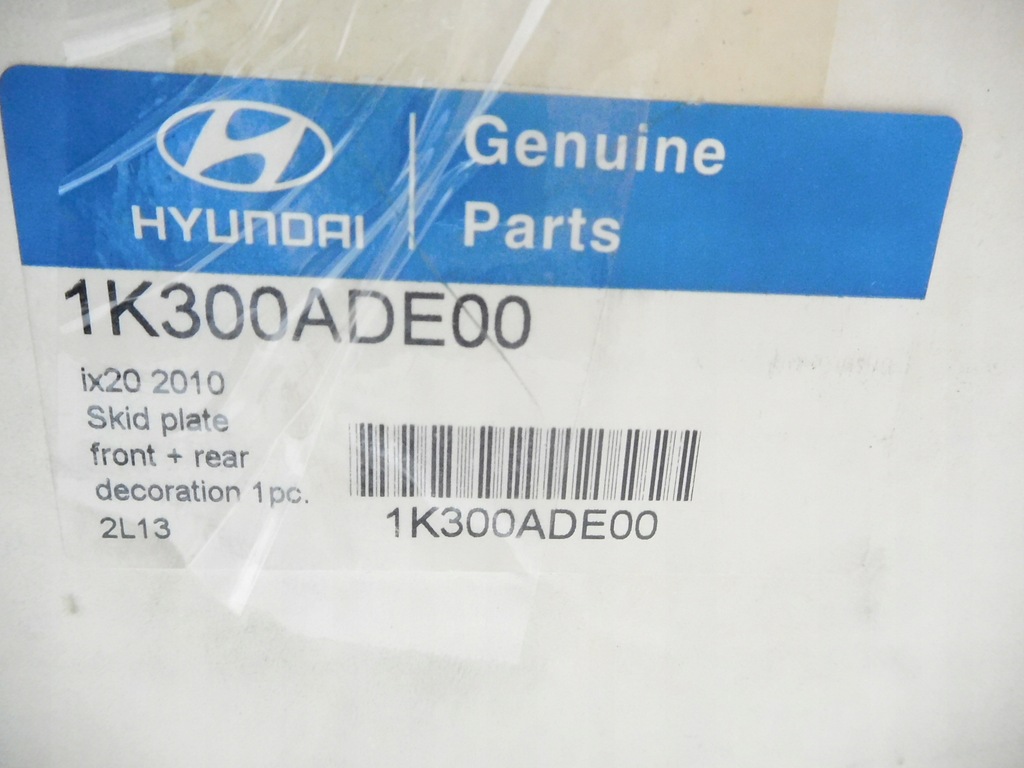 HYUNDAI
Genuine
Parts
1K300ADE00
ix20 2010
Skid plate
front + rear
decoration 1pc.
2L13
1K300ADE00